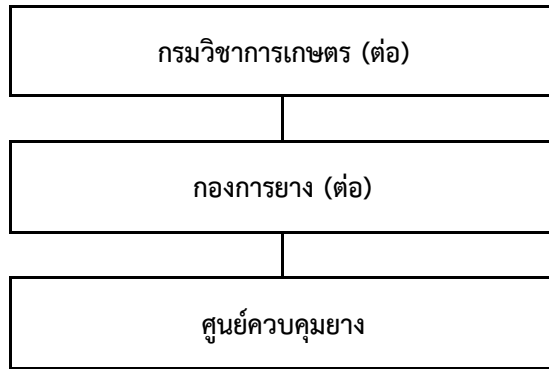 กรมวิชาการเกษตร (ต่อ)
กองการยาง (ต่อ)
ศูนย์ควบคุมยาง